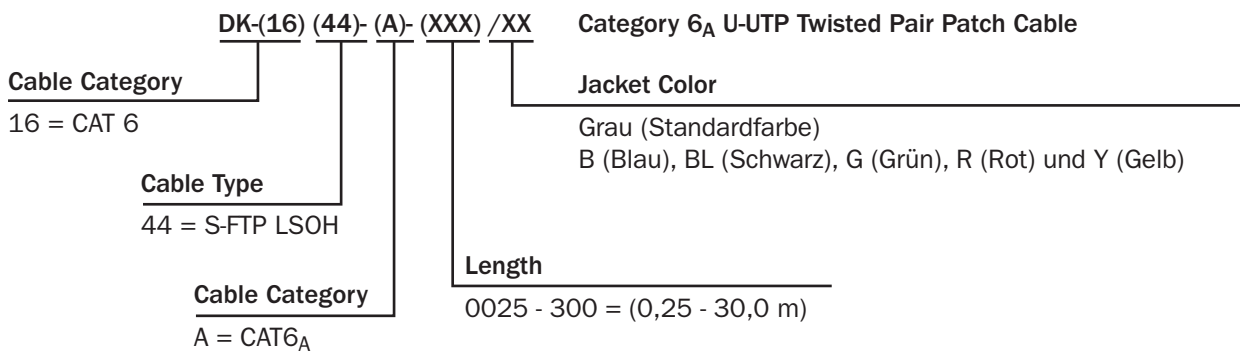 DK-(16) (44)- (A)- (XXX) /XX Category 6A U-UTP Twisted Pair Patch Cable
Cable Category
16 = CAT 6
Jacket Color
Grau (Standardfarbe)
B (Blau), BL (Schwarz), G (Grün), R (Rot) und Y (Gelb)
Cable Type
44 = S-FTP LSOH
Length
0025 - 300 = (0,25 - 30,0 m)
Cable Category
A = CAT6A